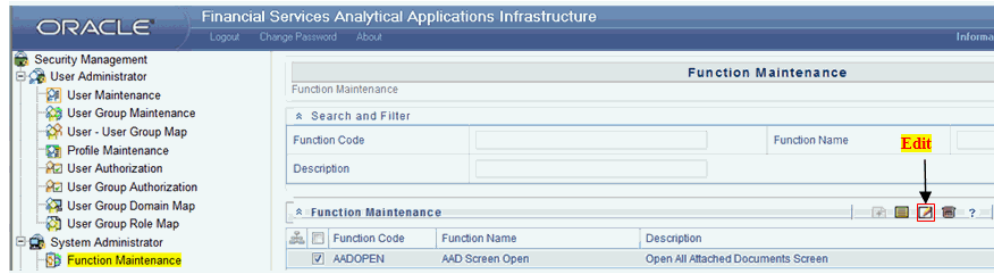 ORACLE
Financial Services Analytical Applications Infrastructure
Logout Change Password About
Informa
Security Management
User Administrator
User Maintenance
User Group Maintenance
User - User Group Map
Profile Maintenance
User Authorization
User Group Authorization
User Group Domain Map
User Group Role Map
System Administrator
Function Maintenance
Function Maintenance
Function Maintenance
Search and Filter
Function Code
Function Name
Edit
Description
Function Maintenance
?
Function Code Function Name Description
AADOPEN AAD Screen Open Open All Attached Documents Screen